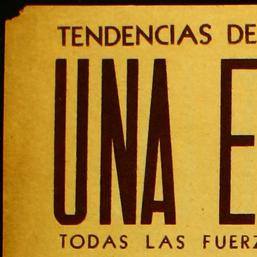 TENDENCIAS DE
UNA E
TODAS LAS FUERZ